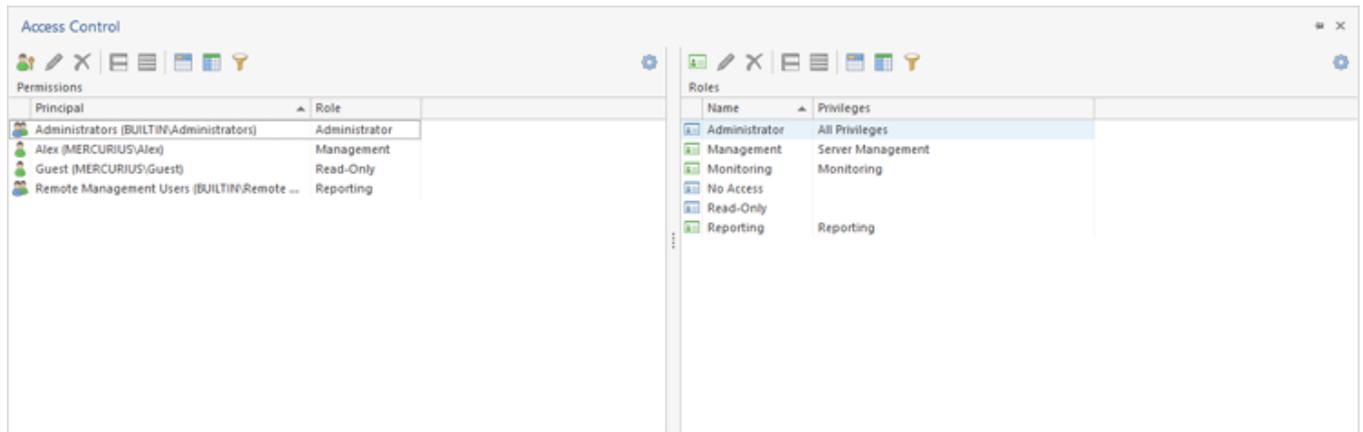 Access Control
Permissions
Principal Role
Administrators (BUILTIN\Administrators) Administrator
Alex (MERCURIUS\Alex) Management
Guest (MERCURIUS\Guest) Read-Only
Remote Management Users (BUILTIN\Remote ... Reporting
Roles
Name Privileges
Administrator All Privileges
Management Server Management
Monitoring Monitoring
No Access
Read-Only
Reporting Reporting